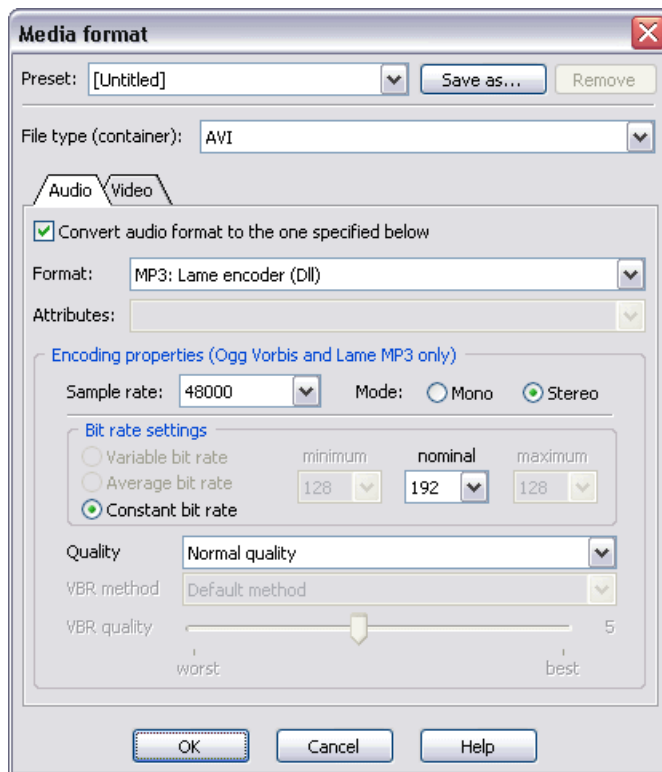 Media format
Preset: [Untitled] Save as... Remove
File type (container): AVI
Audio Video
Convert audio format to the one specified below
Format: MP3: Lame encoder (Dll)
Attributes:
Encoding properties (Ogg Vorbis and Lame MP3 only)
Sample rate: 48000 Mode: Mono Stereo
Bit rate settings
Variable bit rate minimum nominal maximum
Average bit rate 128 192 128
Constant bit rate
Quality Normal quality
VBR method Default method
VBR quality 5
worst best
OK Cancel Help